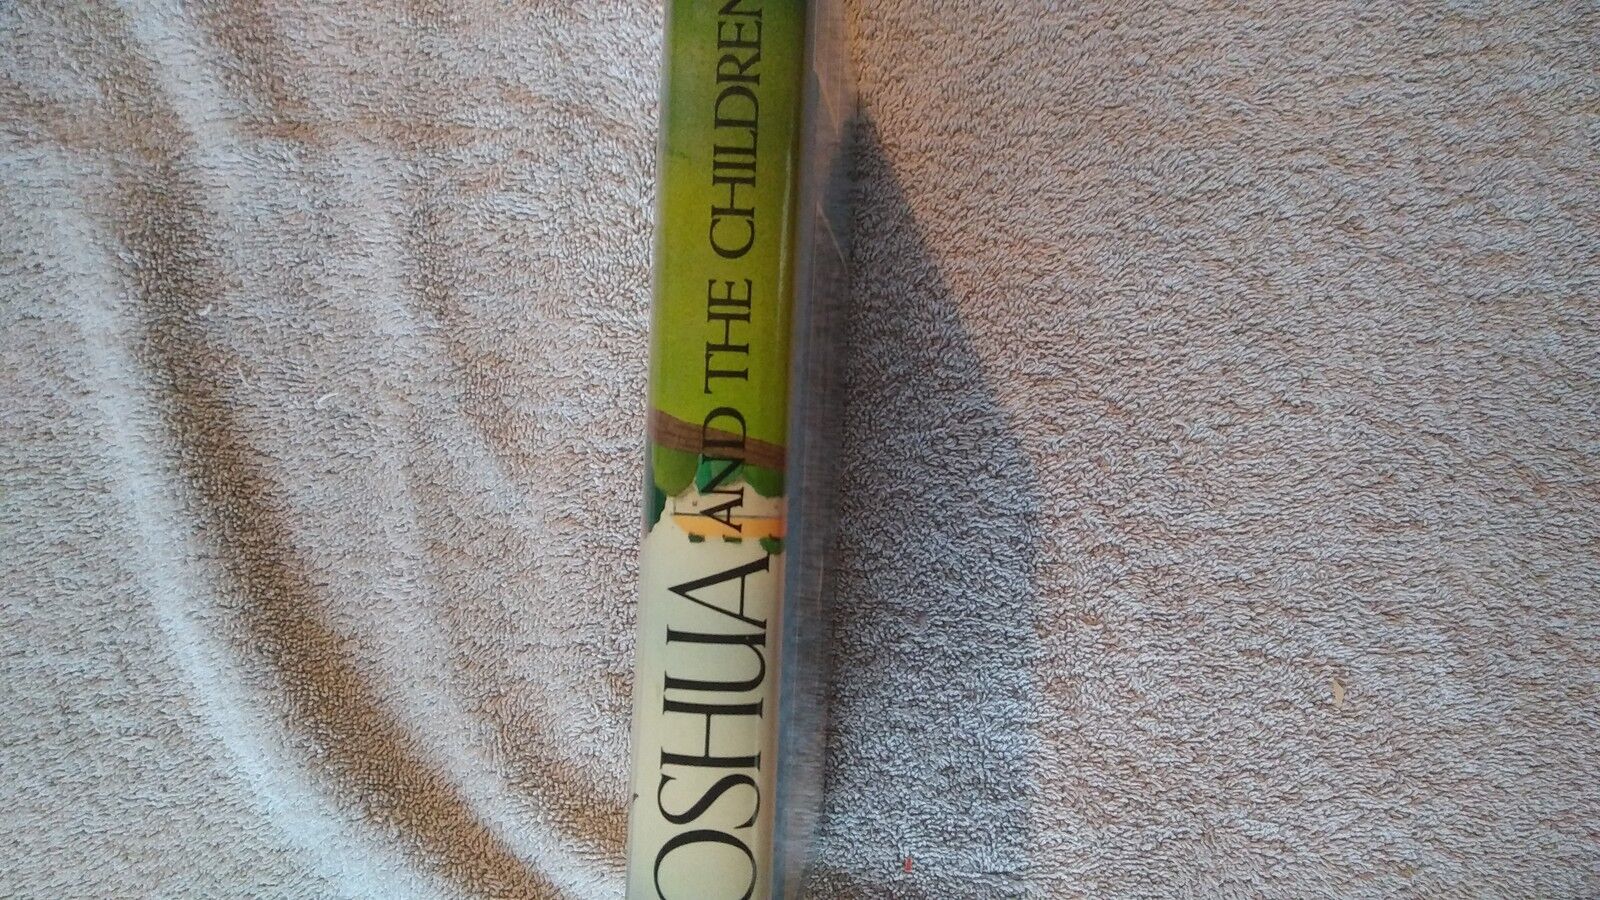 OSHUA AND THE CHILDREN